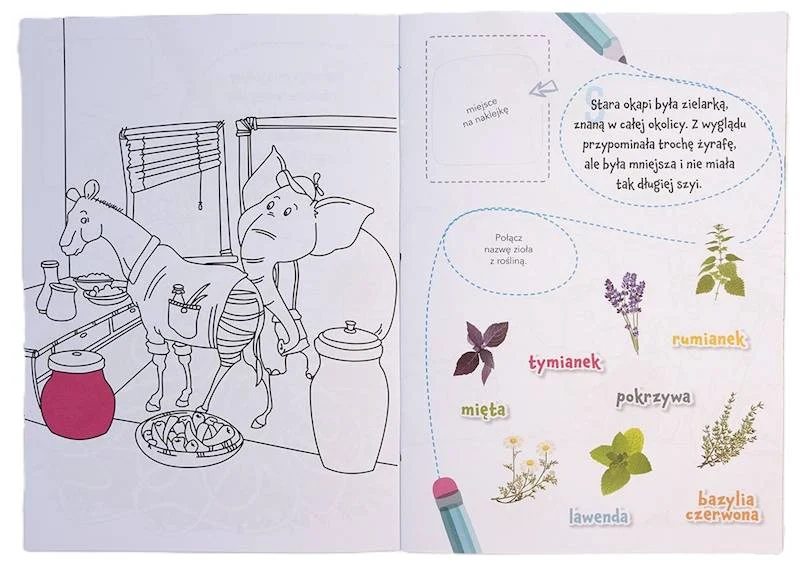 miejsce
na naklejkę
Stara okapi była zielarką,
znaną w całej okolicy. Z wyglądu
przypominała trochę żyrafę,
ale była mniejsza i nie miała
tak długiej szyi.
Połącz
nazwę zioła
z rośliną.
rumianek
tymianek
pokrzywa
mięta
bazylia
czerwona
lawenda